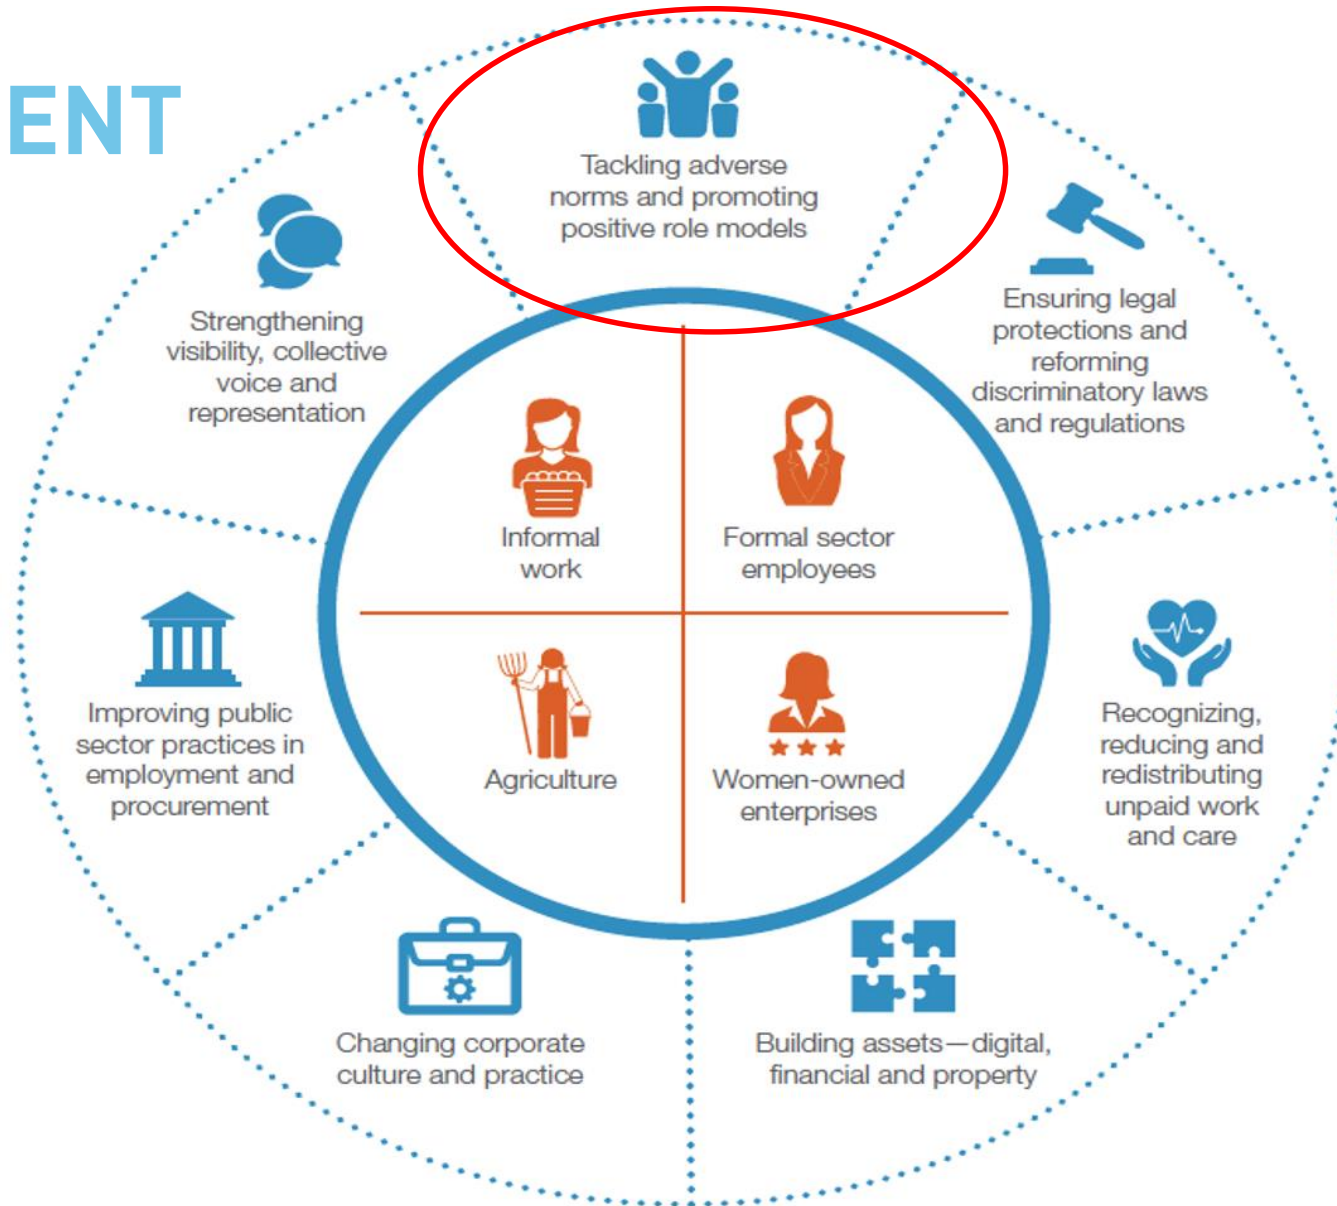 ENT
Tackling adverse
norms and promoting
positive role models
Ensuring legal
protections and
reforming
discriminatory laws
and regulations
Recognizing,
reducing and
redistributing
unpaid work
and care
Building assets—digital,
financial and property
Changing corporate
culture and practice
Improving public
sector practices in
employment and
procurement
Strengthening
visibility, collective
voice and
representation
Informal
work
Formal sector
employees
Agriculture
Women-owned
enterprises